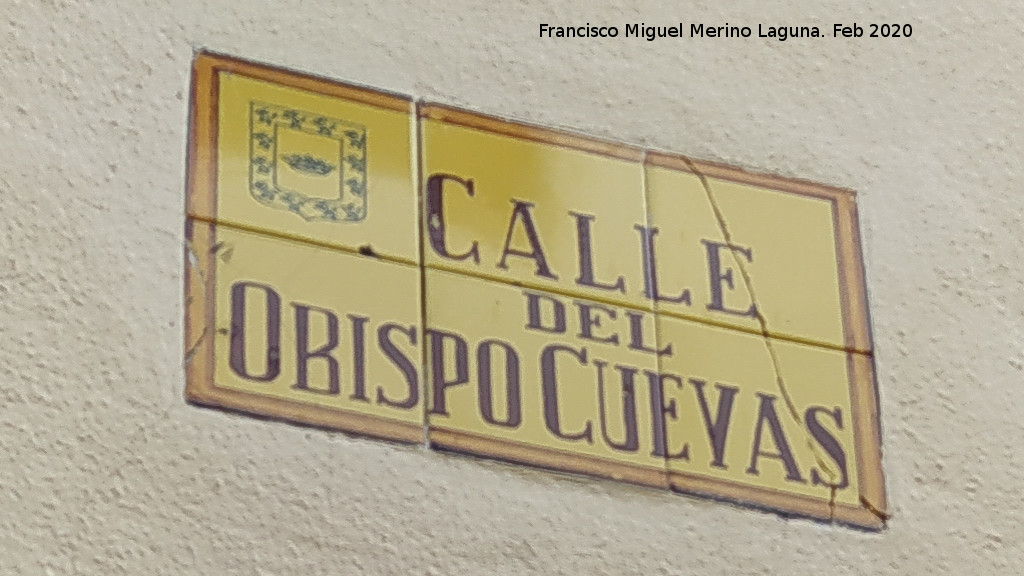 Francisco Miguel Merino Laguna. Feb 2020
CALLE
DEL
OBISPO CUEVAS